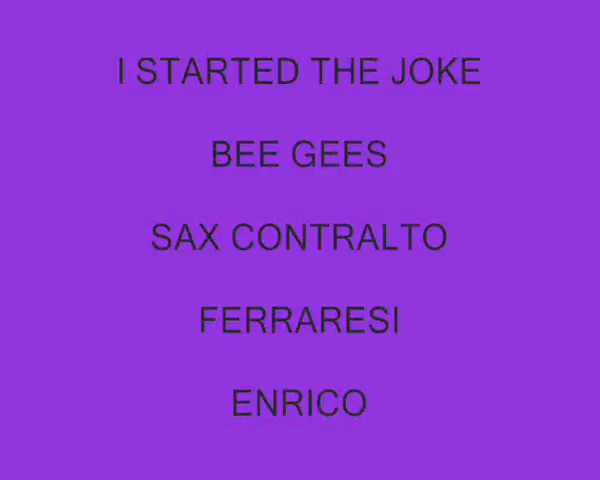 I STARTED THE JOKE
BEE GEES
SAX CONTRALTO
FERRARESI
ENRICO